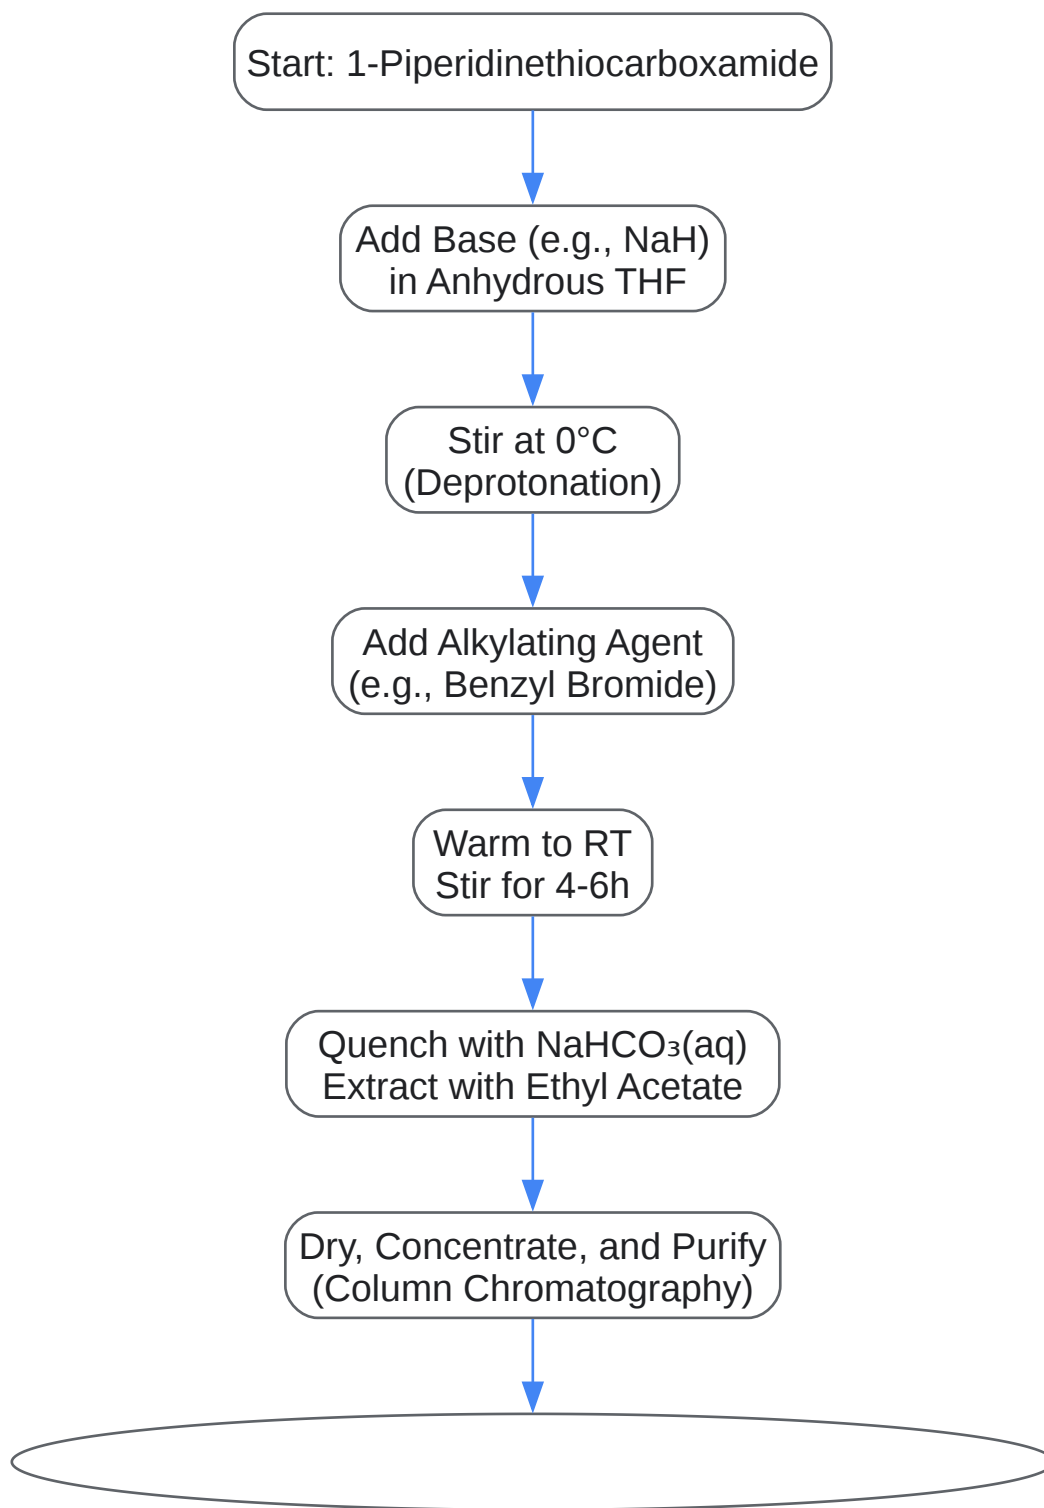 Start: 1-Piperidinethiocarboxamide
Add Base (e.g., NaH)
in Anhydrous THF
Stir at 0°C
(Deprotonation)
Add Alkylating Agent
(e.g., Benzyl Bromide)
Warm to RT
Stir for 4-6h
Quench with NaHCO₃(aq)
Extract with Ethyl Acetate
Dry, Concentrate, and Purify
(Column Chromatography)